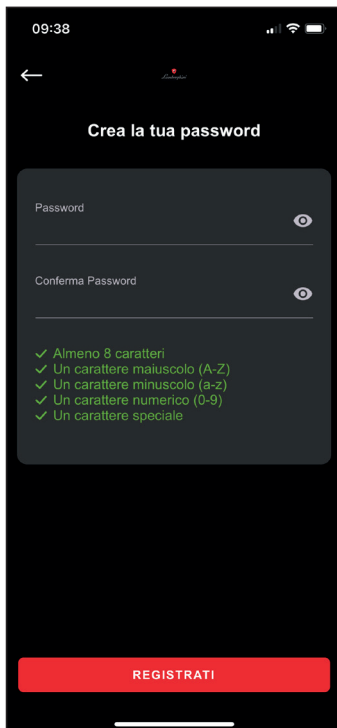 09:38
Lamborghini
Crea la tua password
Password
Conferma Password
Almeno 8 caratteri
Un carattere maiuscolo (A-Z)
Un carattere minuscolo (a-z)
Un carattere numerico (0-9)
Un carattere speciale
REGISTRATI